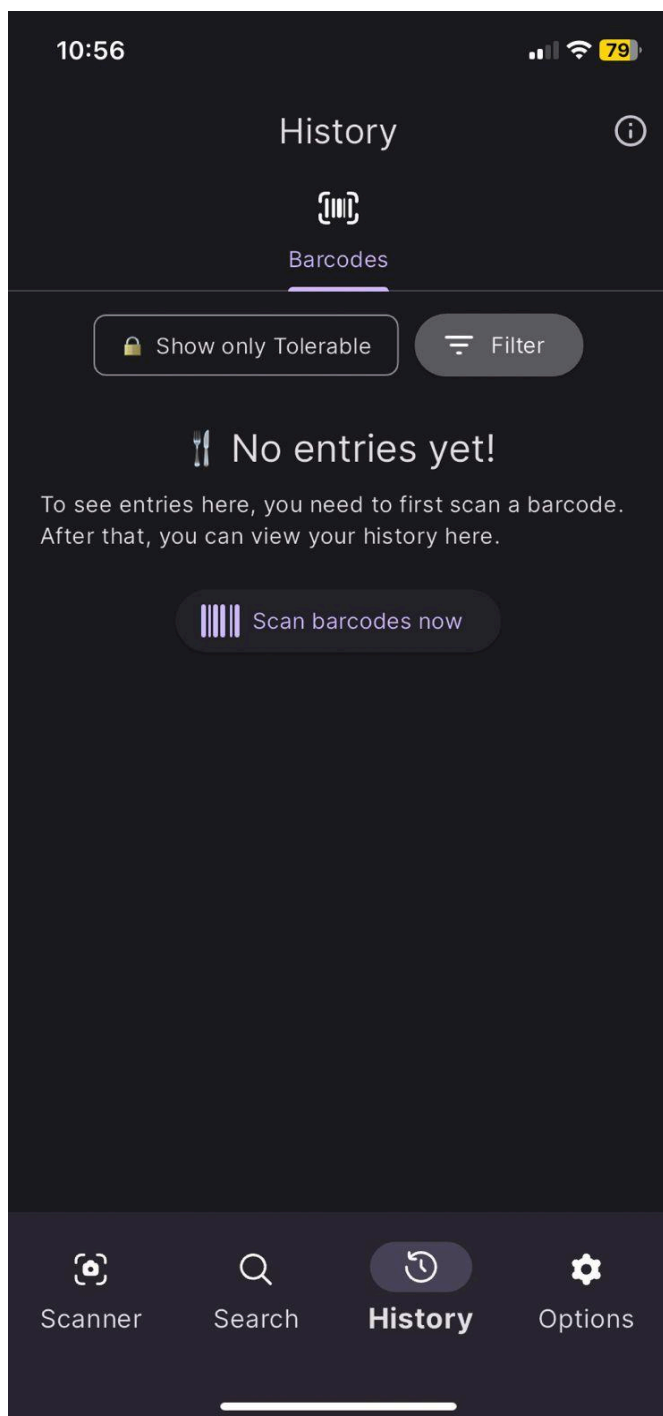 10:56
79
History
Barcodes
Show only Tolerable
Filter
No entries yet!
To see entries here, you need to first scan a barcode.
After that, you can view your history here.
Scan barcodes now
Scanner
Search
History
Options